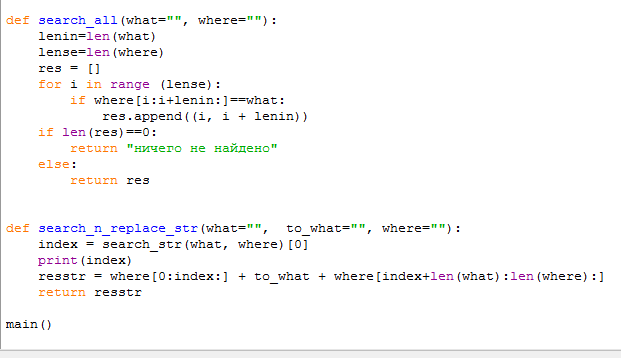 def search_all(what="", where=""):
    lenin=len(what)
    lense=len(where)
    res = []
    for i in range (lense):
        if where[i:i+lenin:]==what:
            res.append((i, i + lenin))
    if len(res)==0:
        return "ничего не найдено"
    else:
        return res
def search_n_replace_str(what="",  to_what="", where=""):
    index = search_str(what, where)[0]
    print(index)
    resstr = where[0:index:] + to_what + where[index+len(what):len(where):]
    return resstr
main()